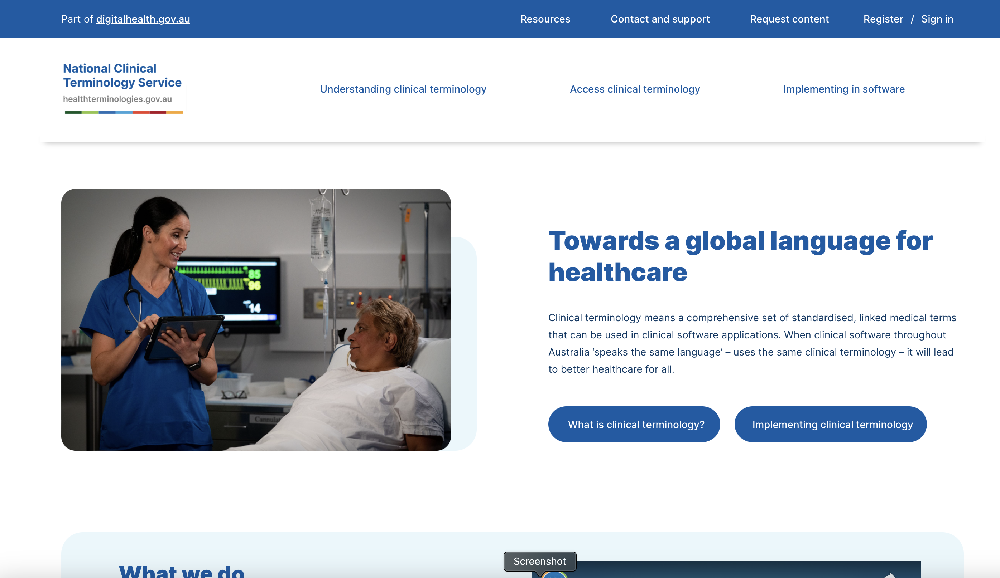 Part of digitalhealth.gov.au
Resources
Contact and support
Request content
Register / Sign in
National Clinical
Terminology Service
healthterminologies.gov.au
Understanding clinical terminology
Access clinical terminology
Implementing in software
85
96
14
Towards a global language for
healthcare
Clinical terminology means a comprehensive set of standardised, linked medical terms
that can be used in clinical software applications. When clinical software throughout
Australia ‘speaks the same language’ – uses the same clinical terminology – it will lead
to better healthcare for all.
What is clinical terminology?
Implementing clinical terminology
What we do
Screenshot